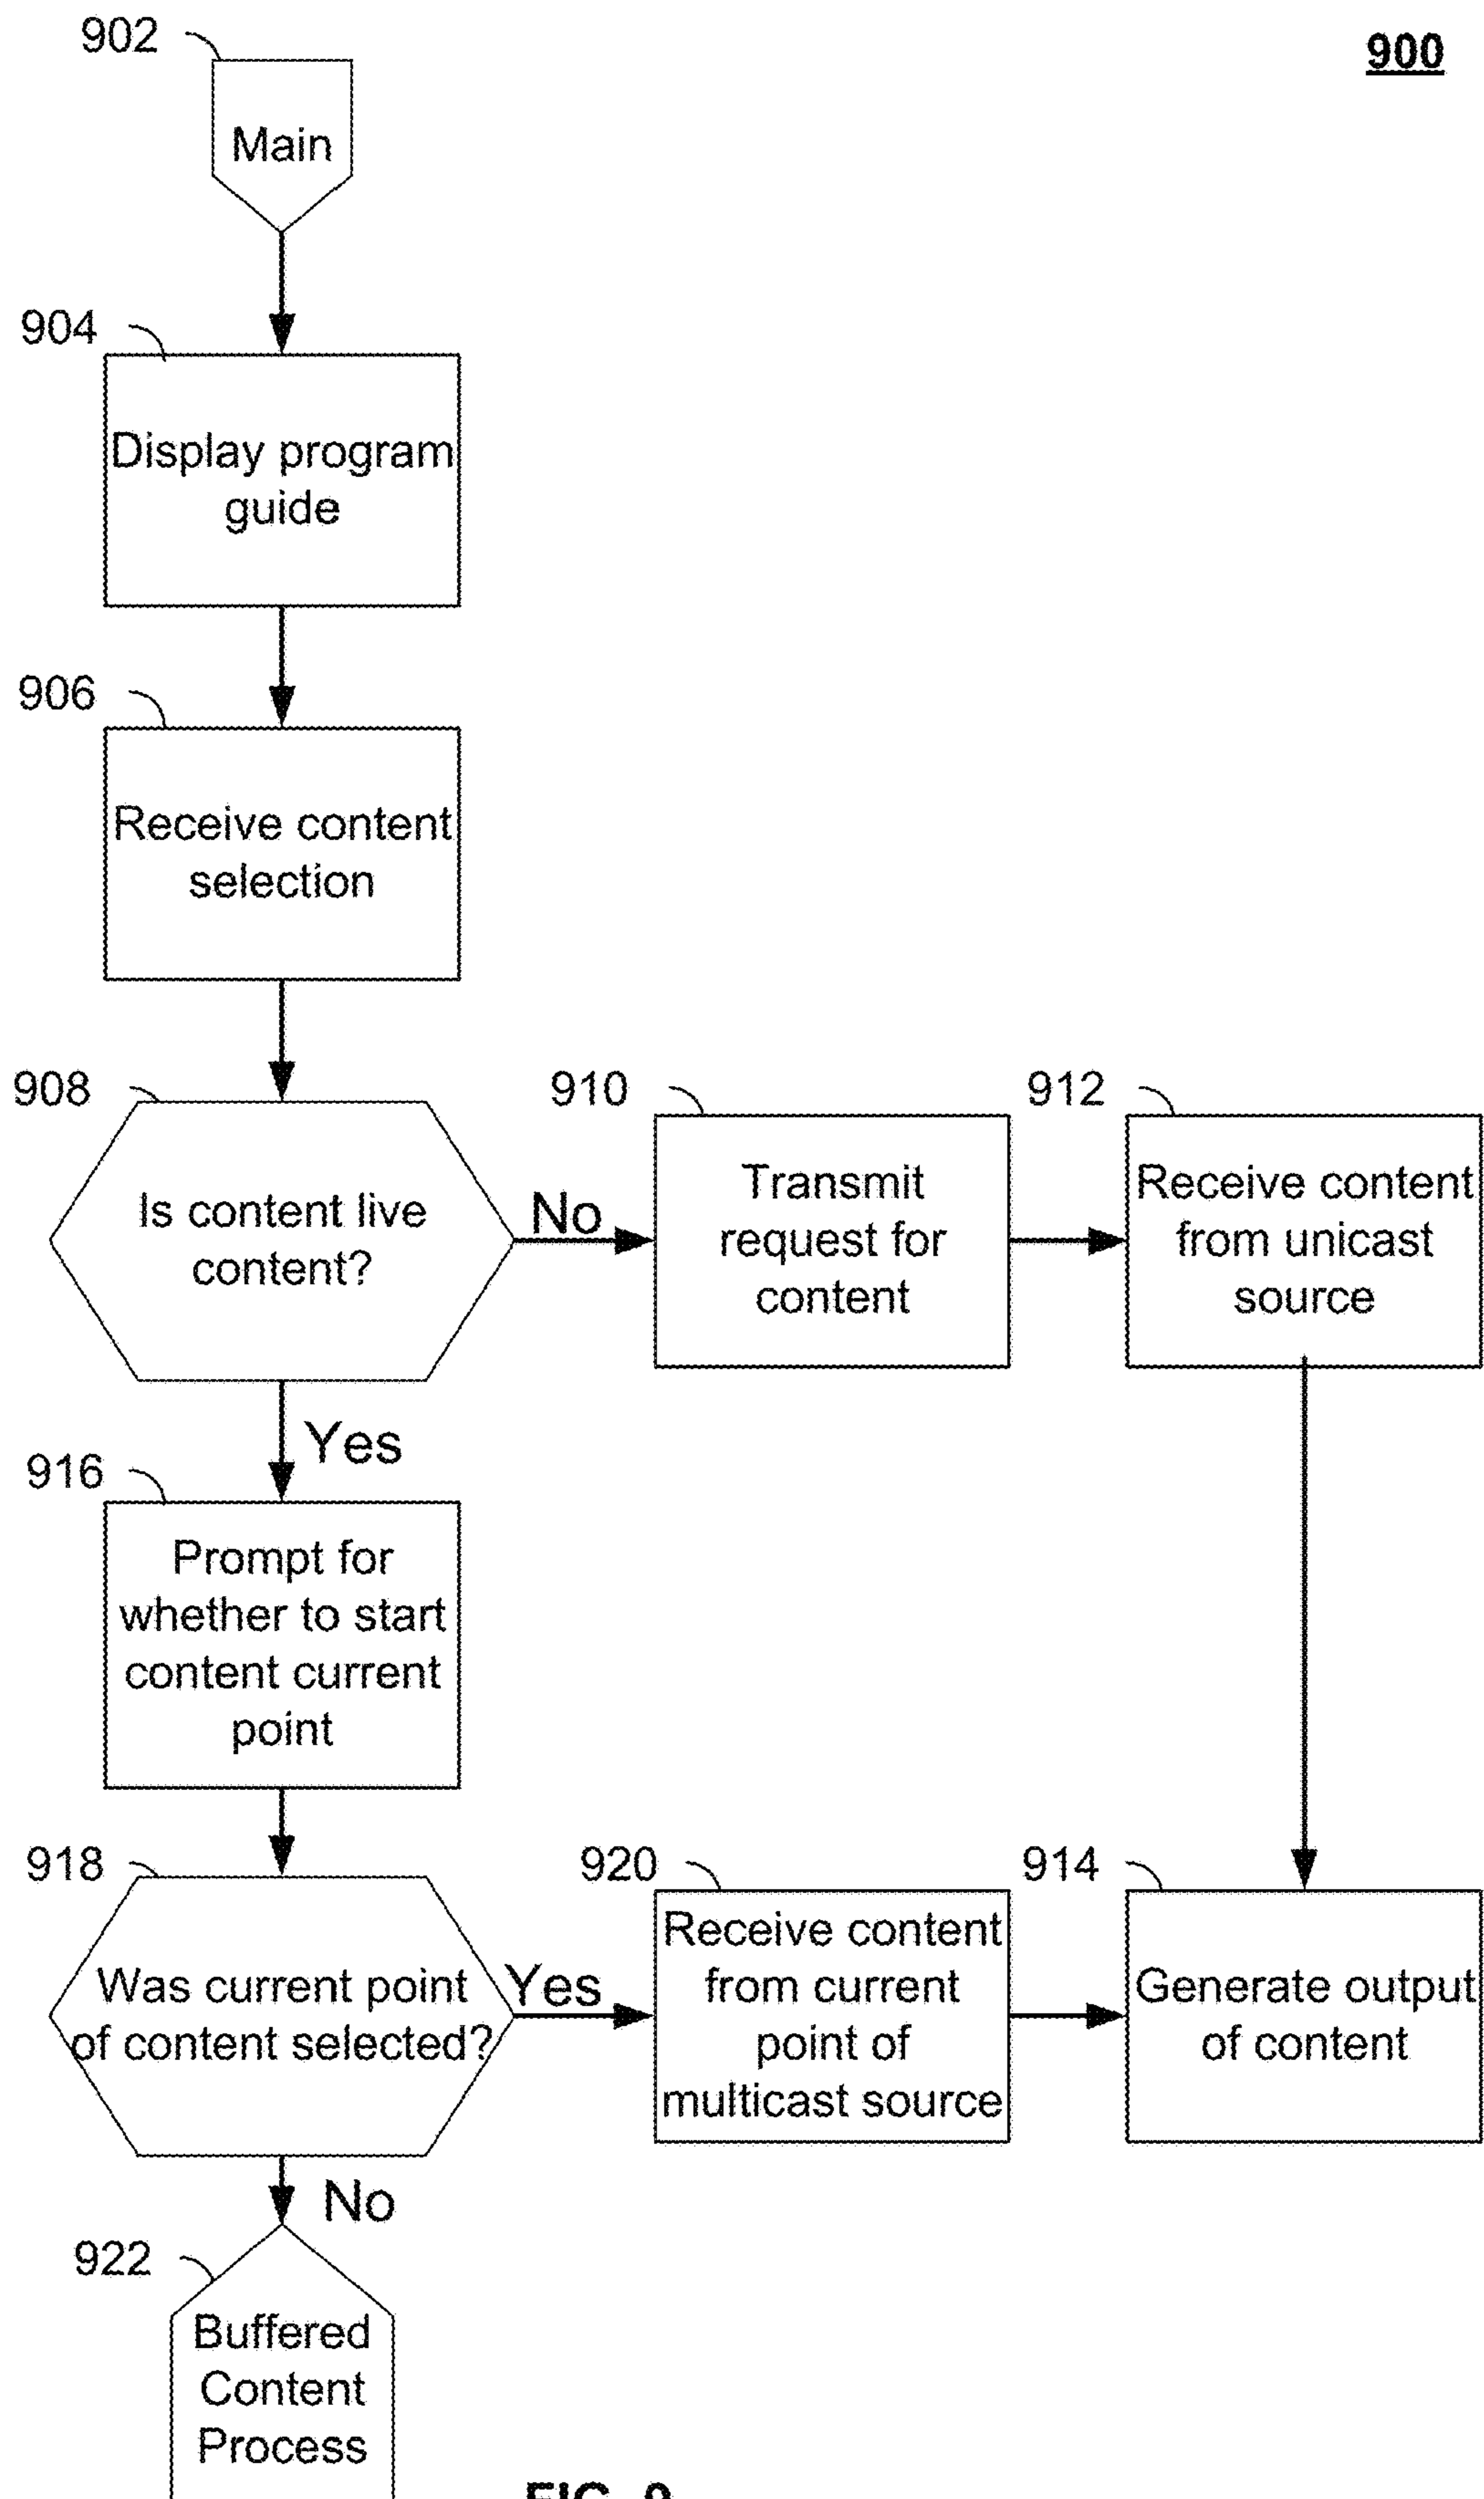 902
900
Main
904
Display program
guide
906
Receive content
selection
908
Is content live
content?
No
910
Transmit
request for
content
912
Receive content
from unicast
source
Yes
916
Prompt for
whether to start
content current
point
918
Was current point
of content selected?
Yes
920
Receive content
from current
point of
multicast source
914
Generate output
of content
No
922
Buffered
Content
Process